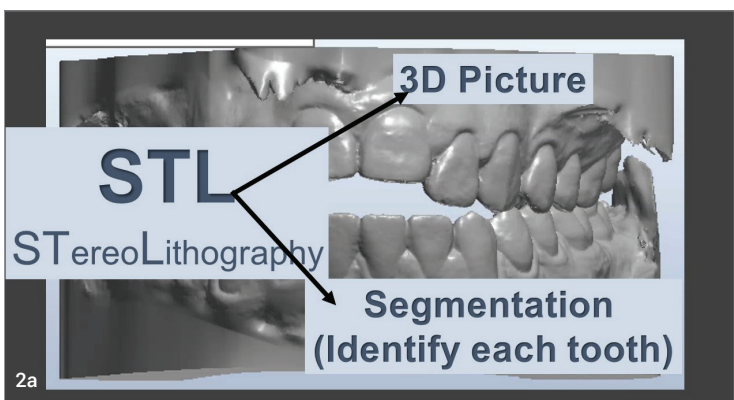 3D Picture
STL
STereoLithography
Segmentation
(Identify each tooth)
2a